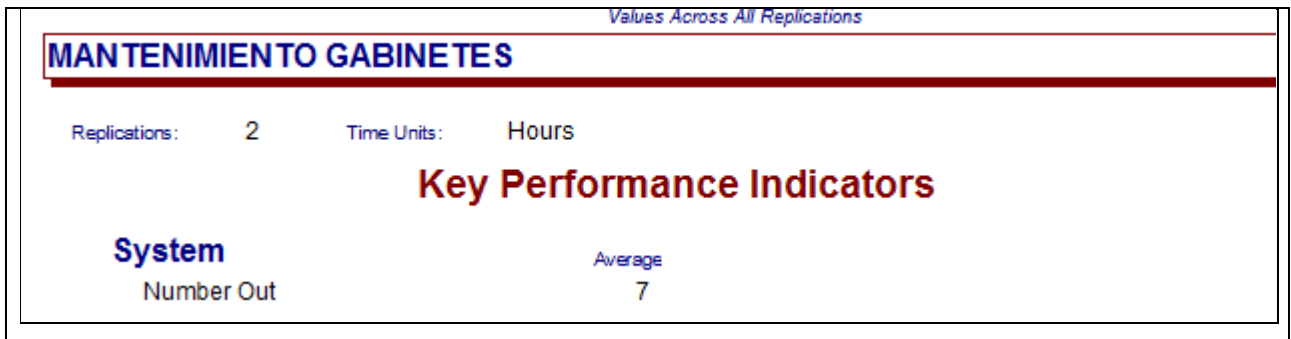 Values Across All Replications
MANTENIMIENTO GABINETES
Replications: 2 Time Units: Hours
Key Performance Indicators
System Average
Number Out 7